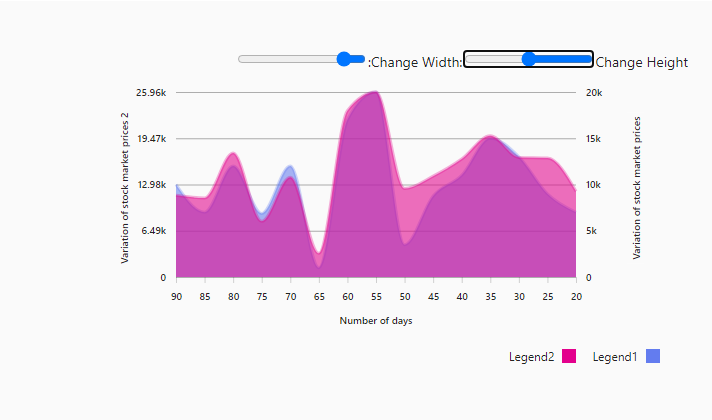 :Change Width:
Change Height
25.96k
19.47k
12.98k
6.49k
0
Variation of stock market prices 2
20k
15k
10k
5k
0
Variation of stock market prices
90 85 80 75 70 65 60 55 50 45 40 35 30 25 20
Number of days
Legend2 Legend1